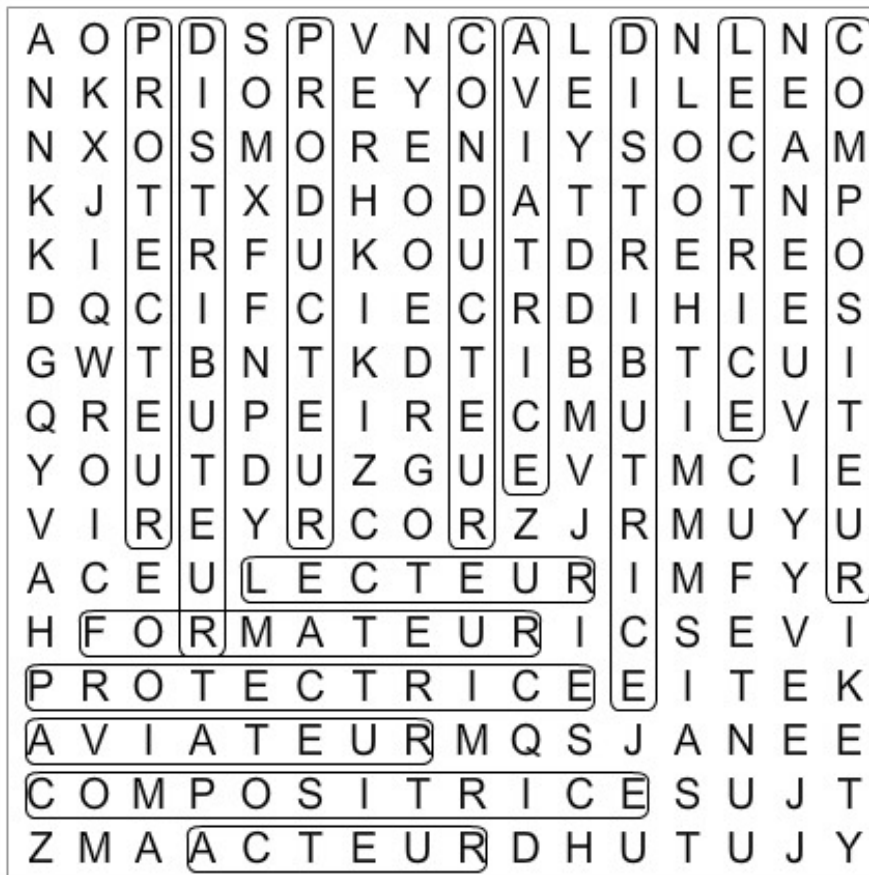 A O P D S P V N C A L D N L N C
N K R I O R E Y O V E I L E E O
N X O S M O R E N I Y S O C A M
K J T T X D H O D A T T O T N P
K I E R F U K O U T D R E R E O
D Q C I F C I E C R D I H I E S
G W T B N T K D T I B B T C U I
Q R E U P E I R E C M U I E V T
Y O U T D U Z G U E V T M C I E
V I R E Y R C O R Z J R M U Y U
A C E U L E C T E U R I M F Y R
H F O R M A T E U R I C S E V I
P R O T E C T R I C E E I T E K
A V I A T E U R M Q S J A N E E
C O M P O S I T R I C E S U J T
Z M A A C T E U R D H U T U J Y